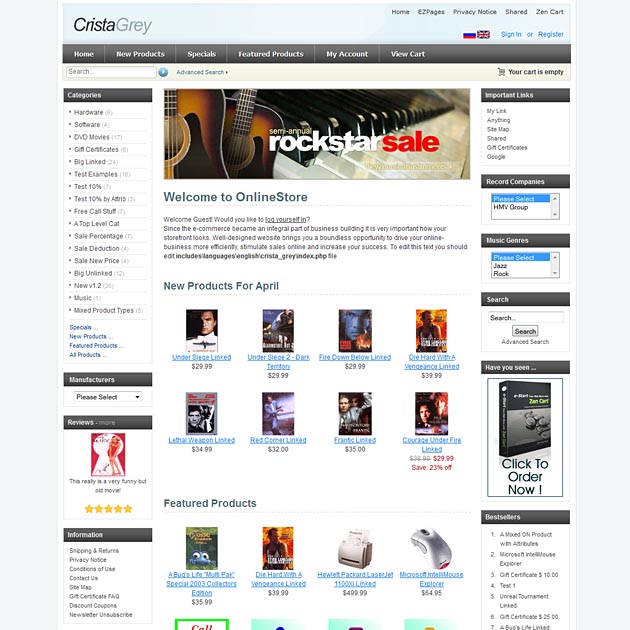 Home EZPages Privacy Notice Shared Zen Cart
CristaGrey
Sign In or Register
Home New Products Specials Featured Products My Account View Cart
Search... Advanced Search Your cart is empty
Categories
Hardware (6)
Software (4)
DVD Movies (17)
Gift Certificates (6)
Big Linked (24)
Test Examples (16)
Test 10% (7)
Test 10% by Attrib (3)
Free Call Stuff (7)
A Top Level Cat
Sale Percentage (7)
Sale Deduction (4)
Sale New Price (4)
Big Unlinked (12)
New v1.2 (20)
Music (1)
Mixed Product Types (5)
Specials ...
New Products ...
Featured Products ...
All Products ...
Manufacturers
Please Select
Reviews - more
This really is a very funny but
old movie!
Information
Shipping & Returns
Privacy Notice
Conditions of Use
Contact Us
Site Map
Gift Certificate FAQ
Discount Coupons
Newsletter Unsubscribe
semi-annual
rockstarsale
Welcome to OnlineStore
Welcome Guest! Would you like to log yourself in?
Since the e-commerce became an integral part of business building it is very important how your
storefront looks. Well-designed website brings you a boundless opportunity to drive your online-
business more efficiently, stimulate sales online and increase your success. To edit this text you should
edit includes\languages\english\crista_grey\index.php file
New Products For April
Under Siege Linked
$29.99
Under Siege 2 - Dark
Territory
$29.99
Fire Down Below Linked
$29.99
Die Hard With A
Vengeance Linked
$39.99
Lethal Weapon Linked
$34.99
Red Corner Linked
$32.00
Frantic Linked
$35.00
Courage Under Fire
Linked
$38.99 $29.99
Save: 23% off
Featured Products
A Bug's Life "Multi Pak"
Special 2003 Collectors
Edition
$35.99
Die Hard With A
Vengeance Linked
$39.99
Hewlett Packard LaserJet
1100Xi Linked
$499.99
Microsoft IntelliMouse
Explorer
$64.95
Call
Important Links
My Link
Anything
Site Map
Shared
Gift Certificates
Google
Record Companies
Please Select
HMV Group
Music Genres
Please Select
Jazz
Rock
Search
Search...
Search
Advanced Search
Have you seen ...
e-Start
Zen Cart
Click To
Order
Now !
Bestsellers
1. A Mixed ON Product
with Attributes
2. Microsoft IntelliMouse
Explorer
3. Gift Certificate $ 10.00
4. Test 1
5. Unreal Tournament
Linked
6. Gift Certificate $ 25.00
7. A Bug's Life Linked